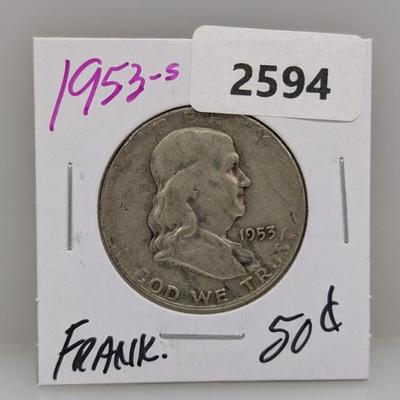 1953-S
2594
LIBERTY
1953
GOD WE TRUST
FRANK.
50¢